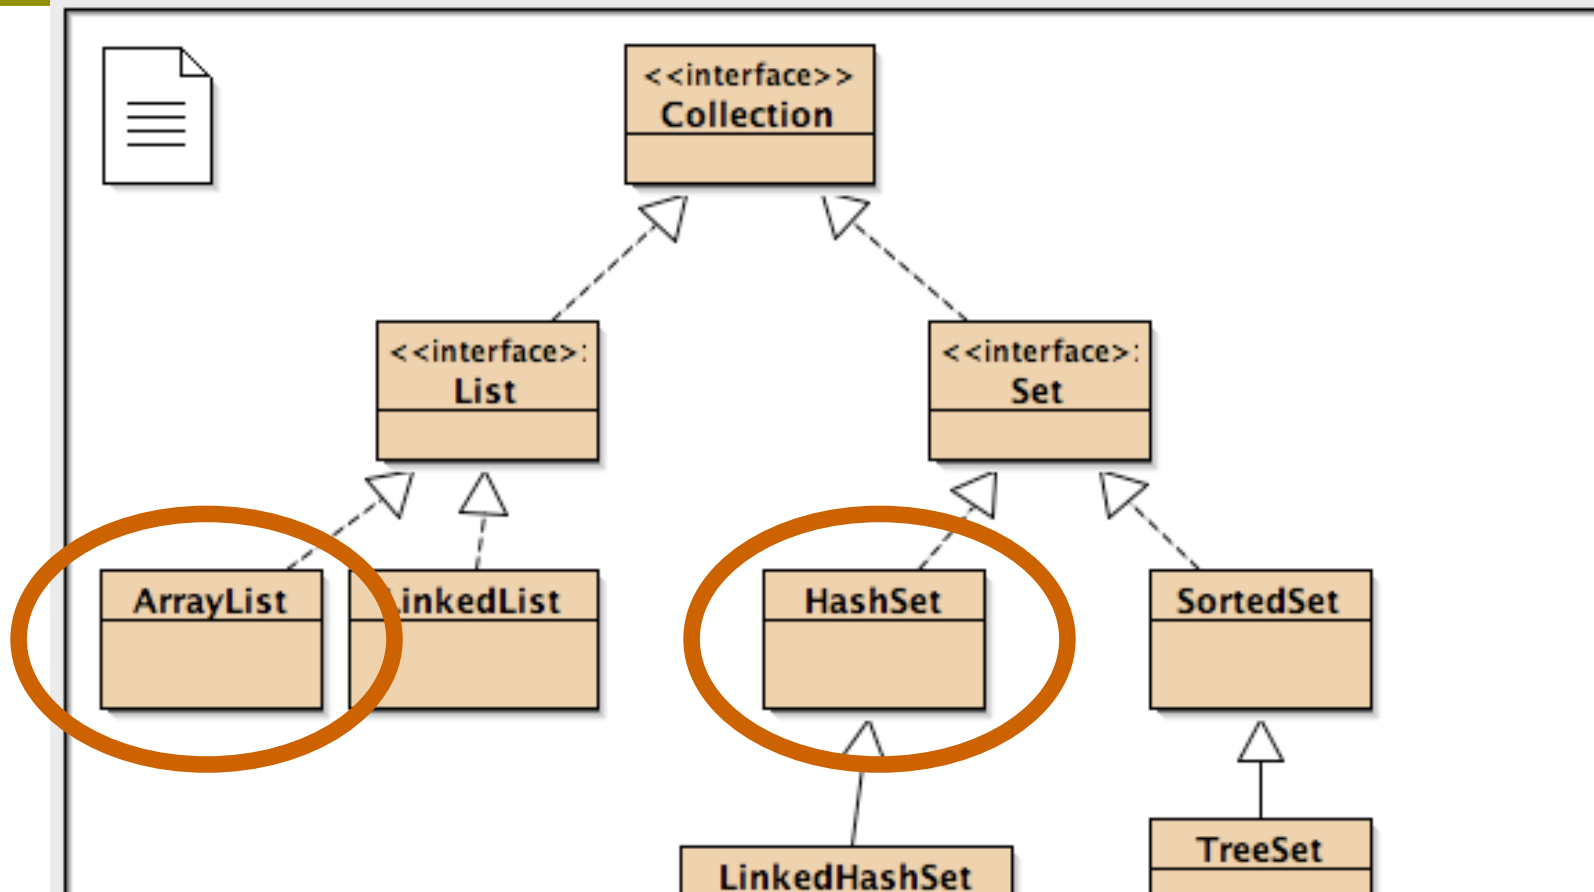 <<interface>>
Collection
<<interface>:
List
<<interface>:
Set
ArrayList
LinkedList
HashSet
SortedSet
LinkedHashSet
TreeSet